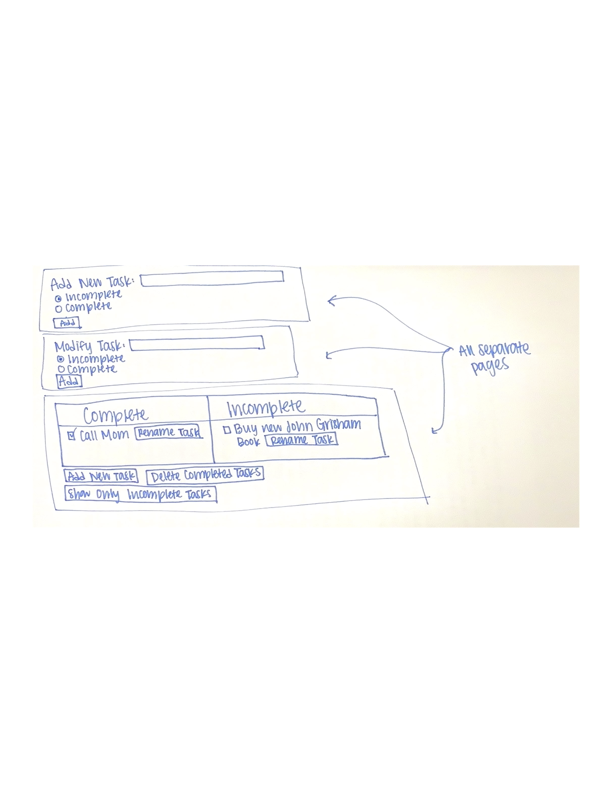 Add New Task:
Incomplete
Complete
Add
Modify Task:
Incomplete
Complete
Add
All separate
pages
Complete
Incomplete
Call Mom Rename Task
Buy new John Grisham
Book Rename Task
Add New Task Delete Completed Tasks
Show Only Incomplete Tasks